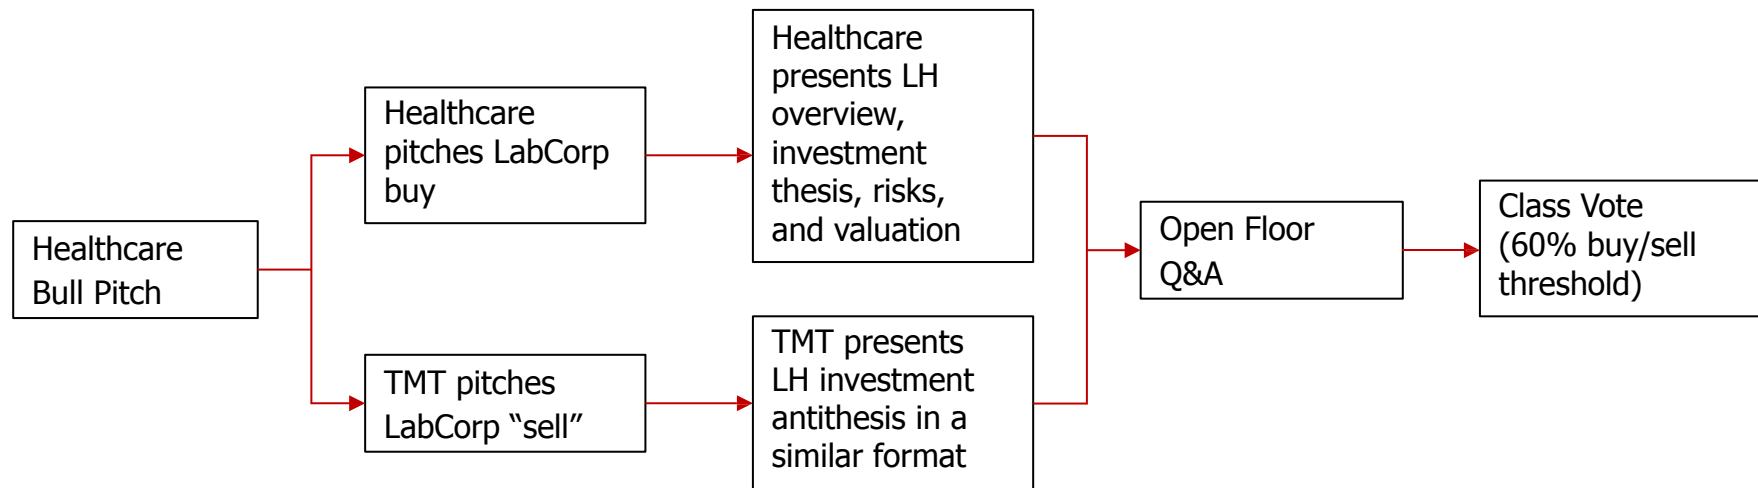 Healthcare
Bull Pitch
Healthcare
pitches LabCorp
buy
TMT pitches
LabCorp “sell”
Healthcare
presents LH
overview,
investment
thesis, risks,
and valuation
TMT presents
LH investment
antithesis in a
similar format
Open Floor
Q&A
Class Vote
(60% buy/sell
threshold)